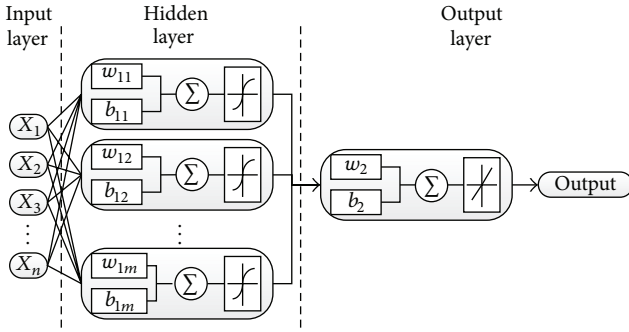 Input layer
Hidden layer
Output layer
X1
X2
X3
⋮
Xn
w11
b11
∑
w12
b12
∑
⋮
w1m
b1m
∑
w2
b2
∑
Output